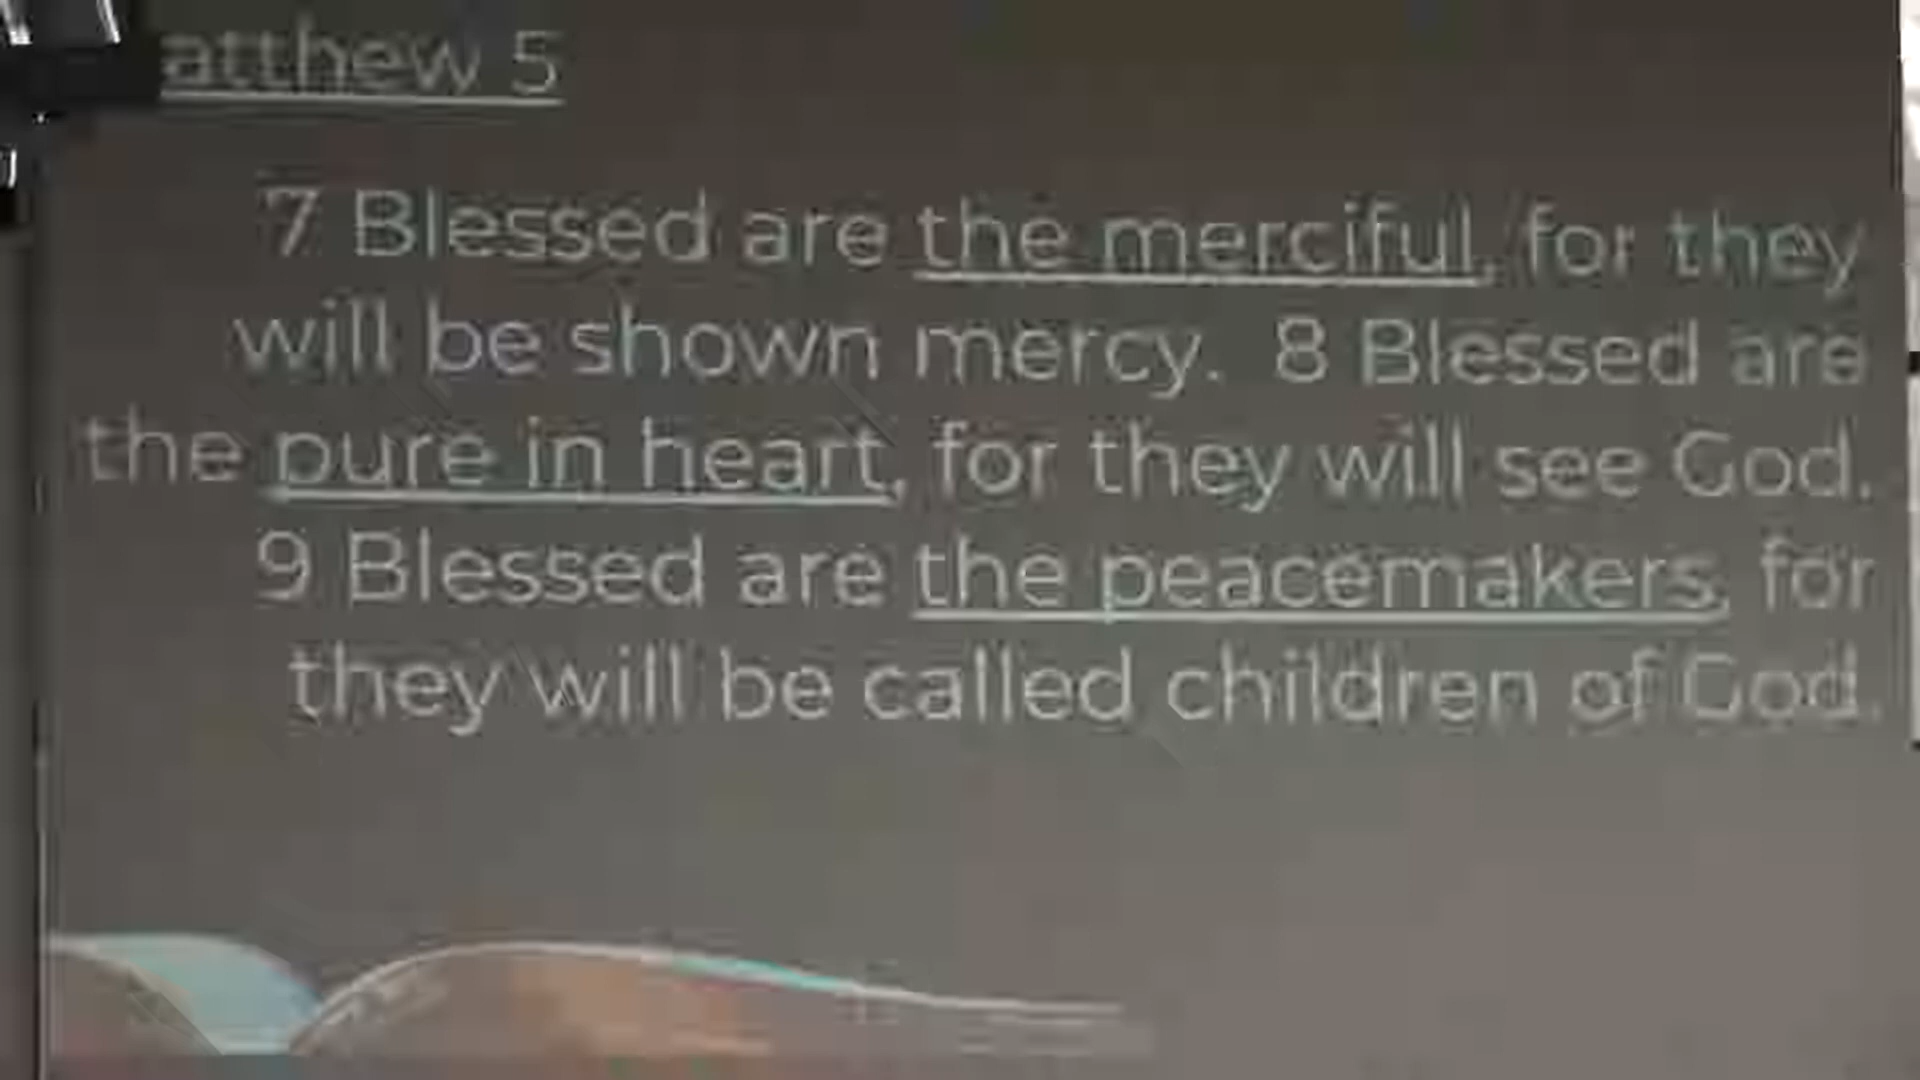 atthew 5
7 Blessed are the merciful, for they
will be shown mercy. 8 Blessed are
the pure in heart, for they will see God.
9 Blessed are the peacemakers, for
they will be called children of God.